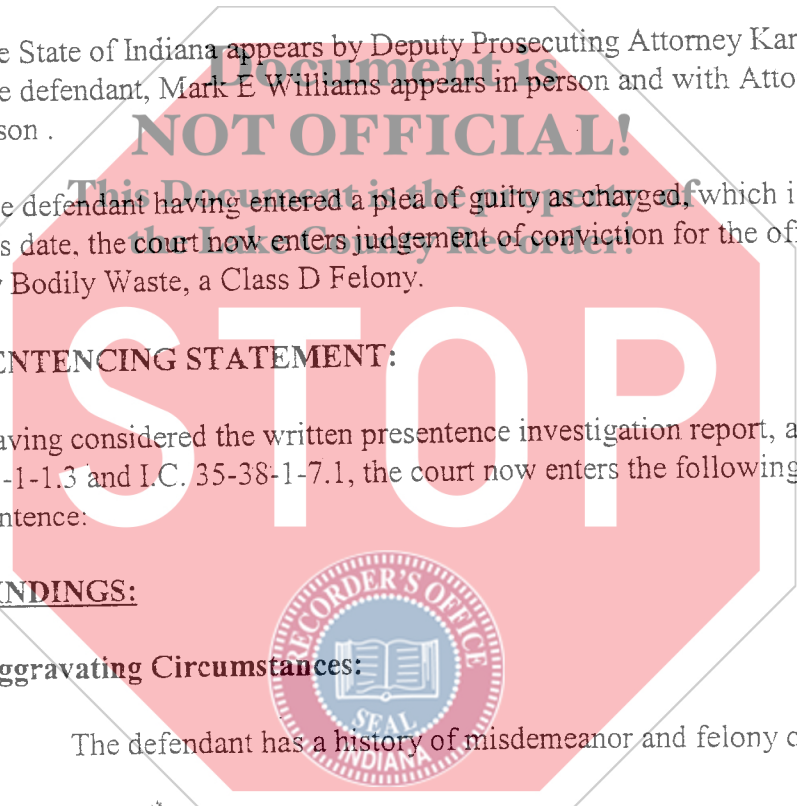 e State of Indiana appears by Deputy Prosecuting Attorney Kar
Document is
e defendant, Mark E Williams appears in person and with Atto
son .
NOT OFFICIAL!
This Document is the property of
e defendant having entered a plea of guilty as charged, which i
s date, the court now enters judgement of conviction for the of
the Lake County Recorder!
Bodily Waste, a Class D Felony.
STOP
ENTENCING STATEMENT:
aving considered the written presentence investigation report, a
-1-1.3 and I.C. 35-38-1-7.1, the court now enters the following
ntence:
INDINGS:
RECORDER'S OFFICE
ggravating Circumstances:
SEAL
INDIANA
The defendant has a history of misdemeanor and felony c